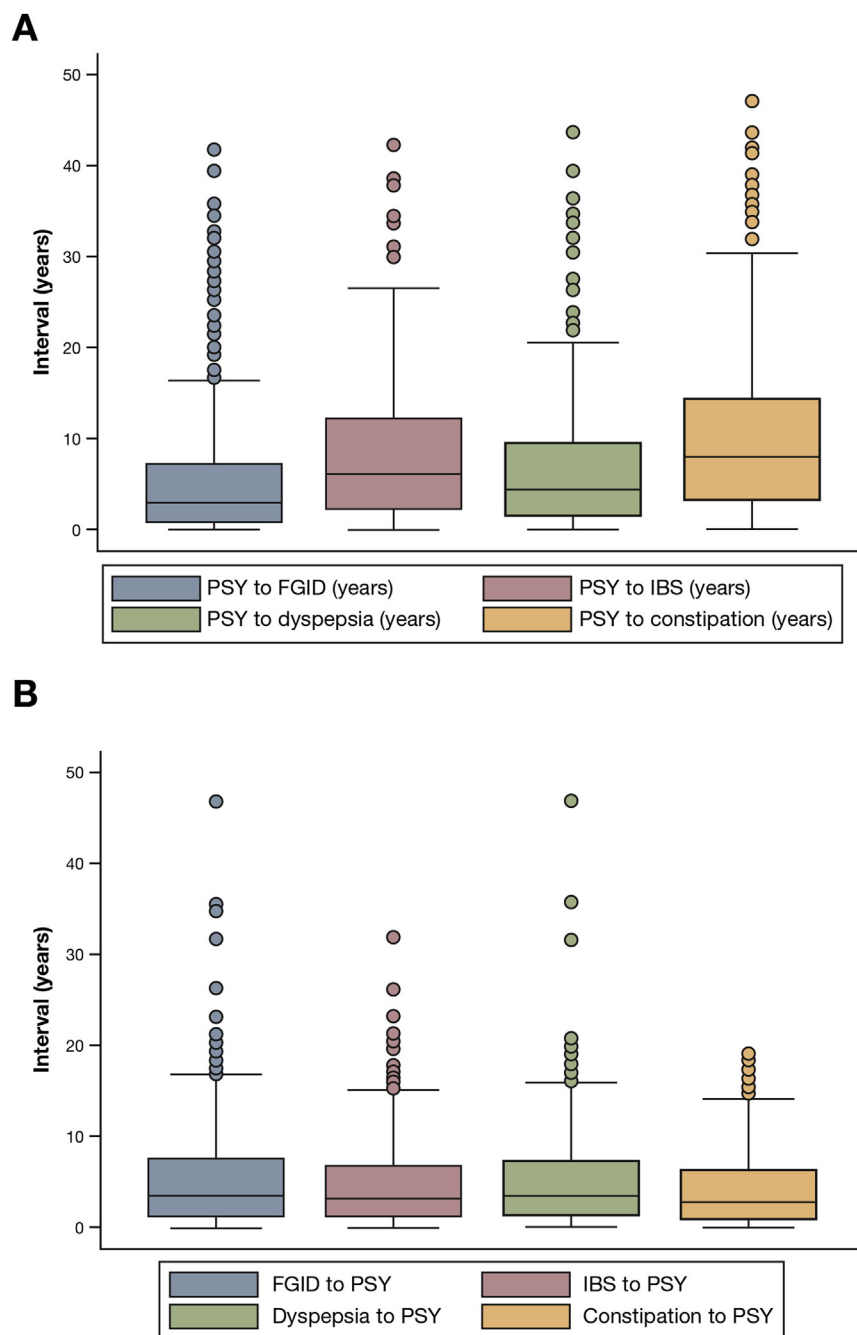 A
50
40
30
20
10
0
Interval (years)
PSY to FGID (years) PSY to IBS (years)
PSY to dyspepsia (years) PSY to constipation (years)
B
50
40
30
20
10
0
Interval (years)
FGID to PSY IBS to PSY
Dyspepsia to PSY Constipation to PSY